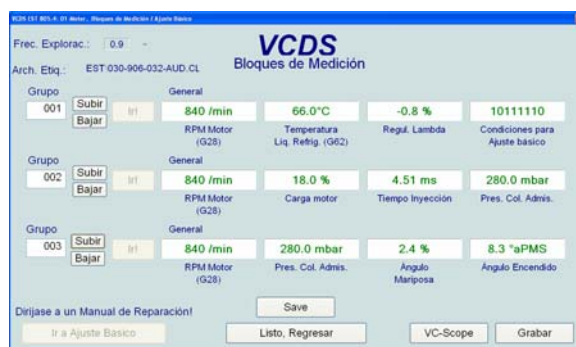 VCDS EST 805.4: 01 Motor, Bloques de Medición / Ajuste Básico
Frec. Explorac.: 0.9 -
VCDS
Bloques de Medición
Arch. Etiq.: EST:030-906-032-AUD.CL
Grupo General
001 Subir Ir! 840 /min 66.0°C -0.8 % 10111110
Bajar
RPM Motor Temperatura Regul. Lambda Condiciones para
(G28) Liq. Refrig. (G62) Ajuste básico
Grupo General
002 Subir Ir! 840 /min 18.0 % 4.51 ms 280.0 mbar
Bajar
RPM Motor Carga motor Tiempo Inyección Pres. Col. Admis.
(G28)
Grupo General
003 Subir Ir! 840 /min 280.0 mbar 2.4 % 8.3 °aPMS
Bajar
RPM Motor Pres. Col. Admis. Ángulo Ángulo Encendido
(G28) Mariposa
Dirijase a un Manual de Reparación! Save
Ir a Ajuste Básico Listo, Regresar VC-Scope Grabar